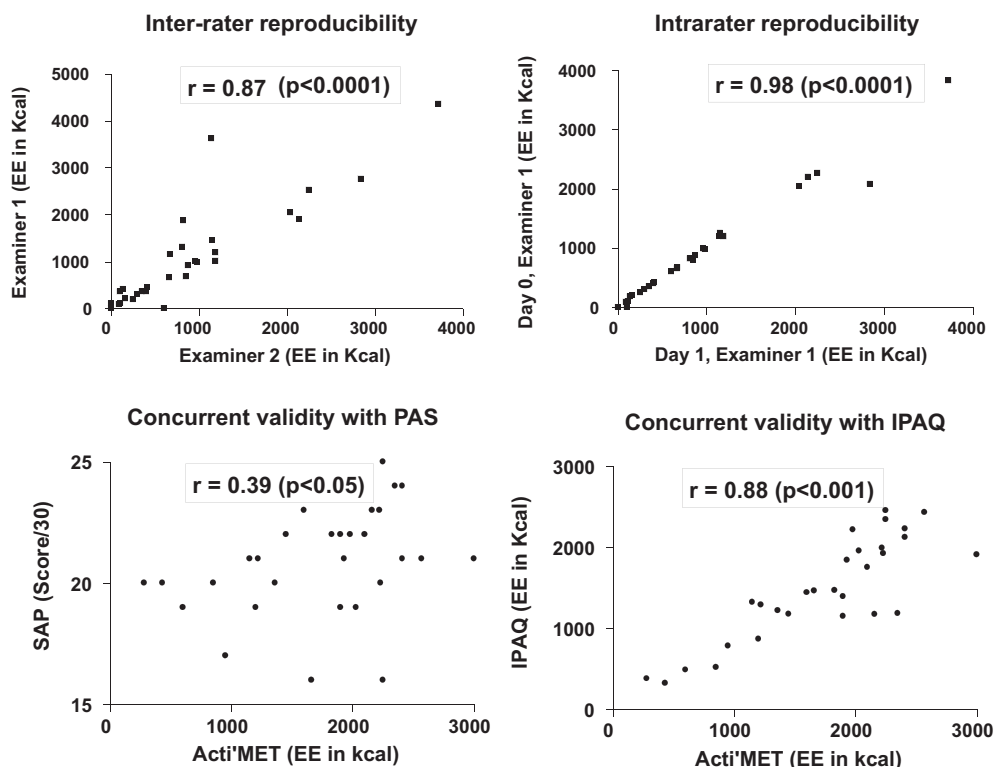 Inter-rater reproducibility
r = 0.87 (p<0.0001)
Examiner 1 (EE in Kcal)
5000
4000
3000
2000
1000
0
0
1000
2000
3000
4000
Examiner 2 (EE in Kcal)
Intrarater reproducibility
r = 0.98 (p<0.0001)
Day 0, Examiner 1 (EE in Kcal)
4000
3000
2000
1000
0
0
1000
2000
3000
4000
Day 1, Examiner 1 (EE in Kcal)
Concurrent validity with PAS
r = 0.39 (p<0.05)
SAP (Score/30)
25
20
15
0
1000
2000
3000
Acti'MET (EE in kcal)
Concurrent validity with IPAQ
r = 0.88 (p<0.001)
IPAQ (EE in Kcal)
3000
2000
1000
0
0
1000
2000
3000
Acti'MET (EE in kcal)